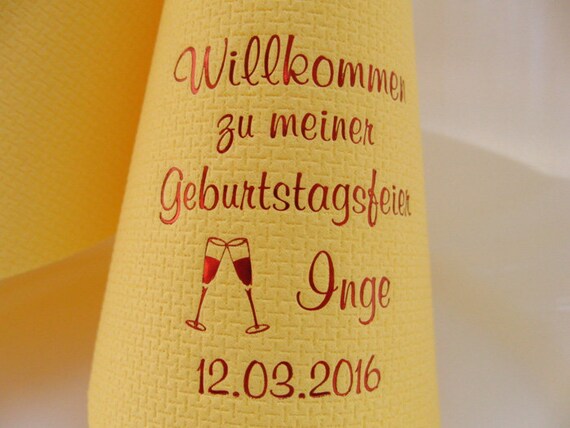 Willkommen
zu meiner
Geburtstagsfeier
Inge
12.03.2016